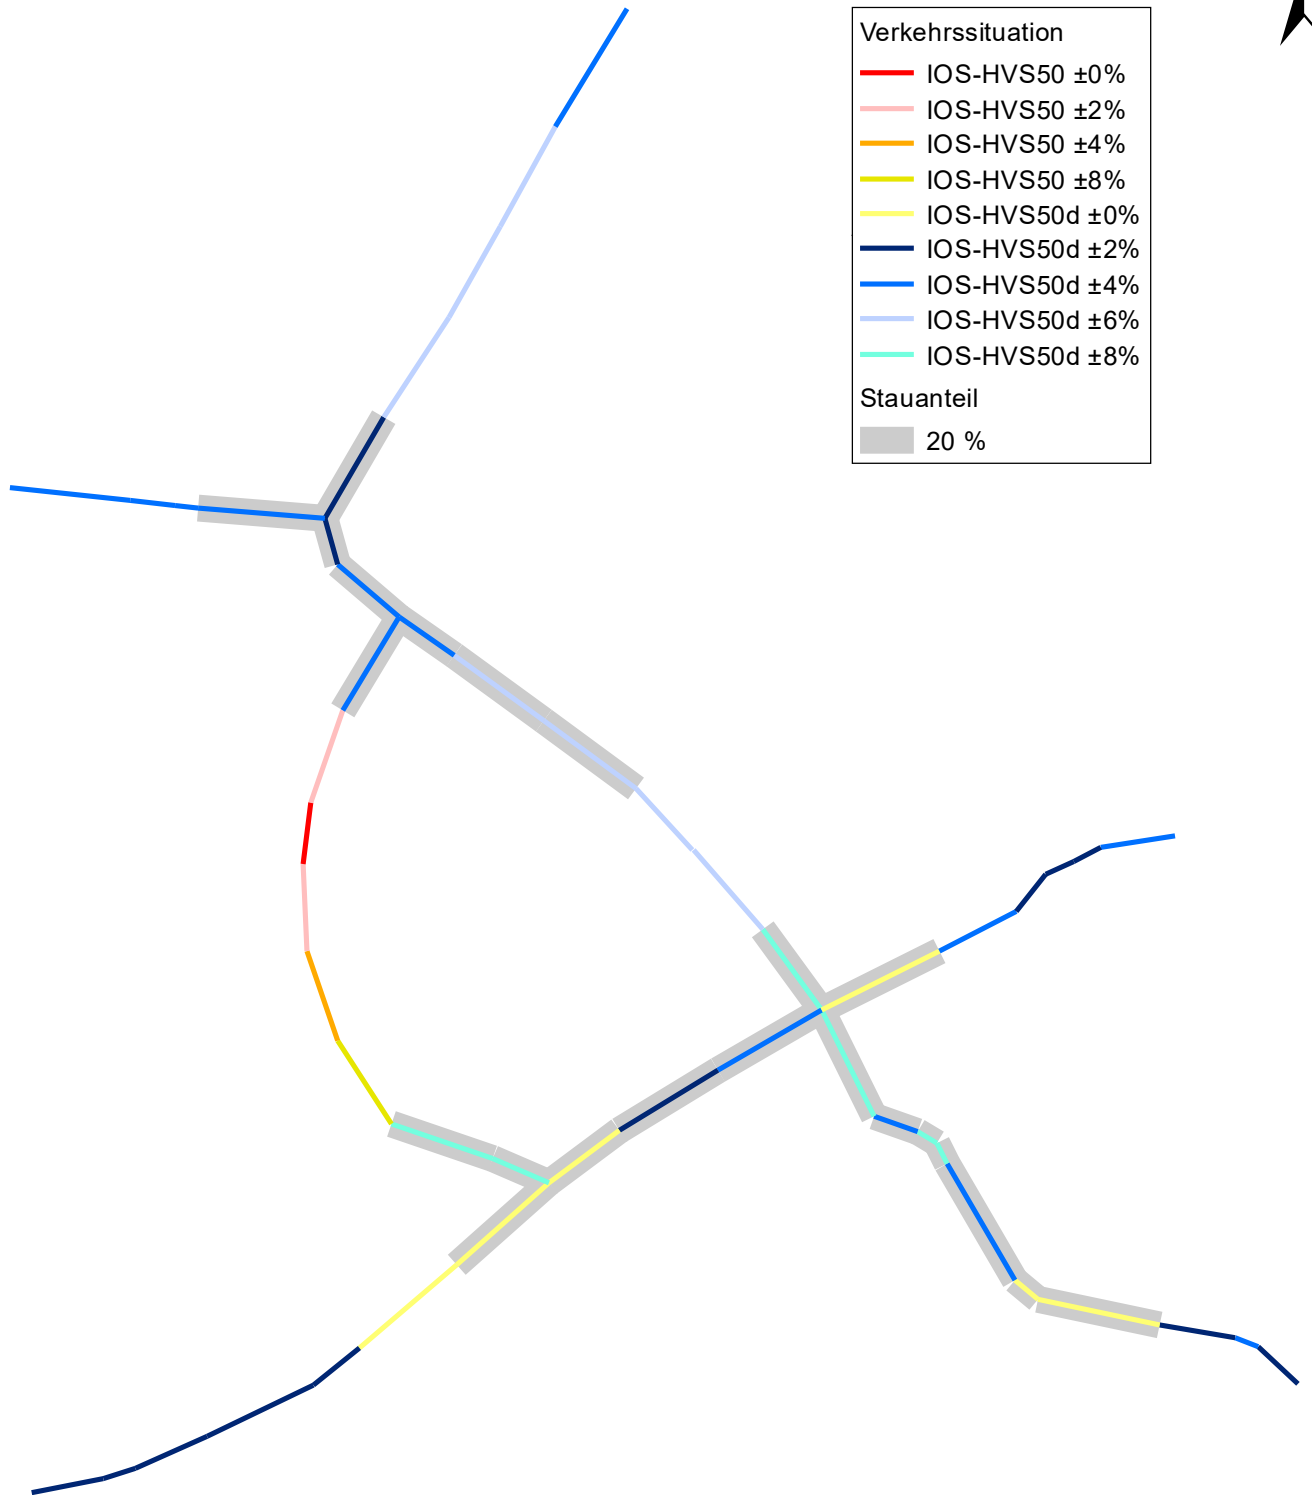 Verkehrssituation
IOS-HVS50 ±0%
IOS-HVS50 ±2%
IOS-HVS50 ±4%
IOS-HVS50 ±8%
IOS-HVS50d ±0%
IOS-HVS50d ±2%
IOS-HVS50d ±4%
IOS-HVS50d ±6%
IOS-HVS50d ±8%
Stauanteil
20 %